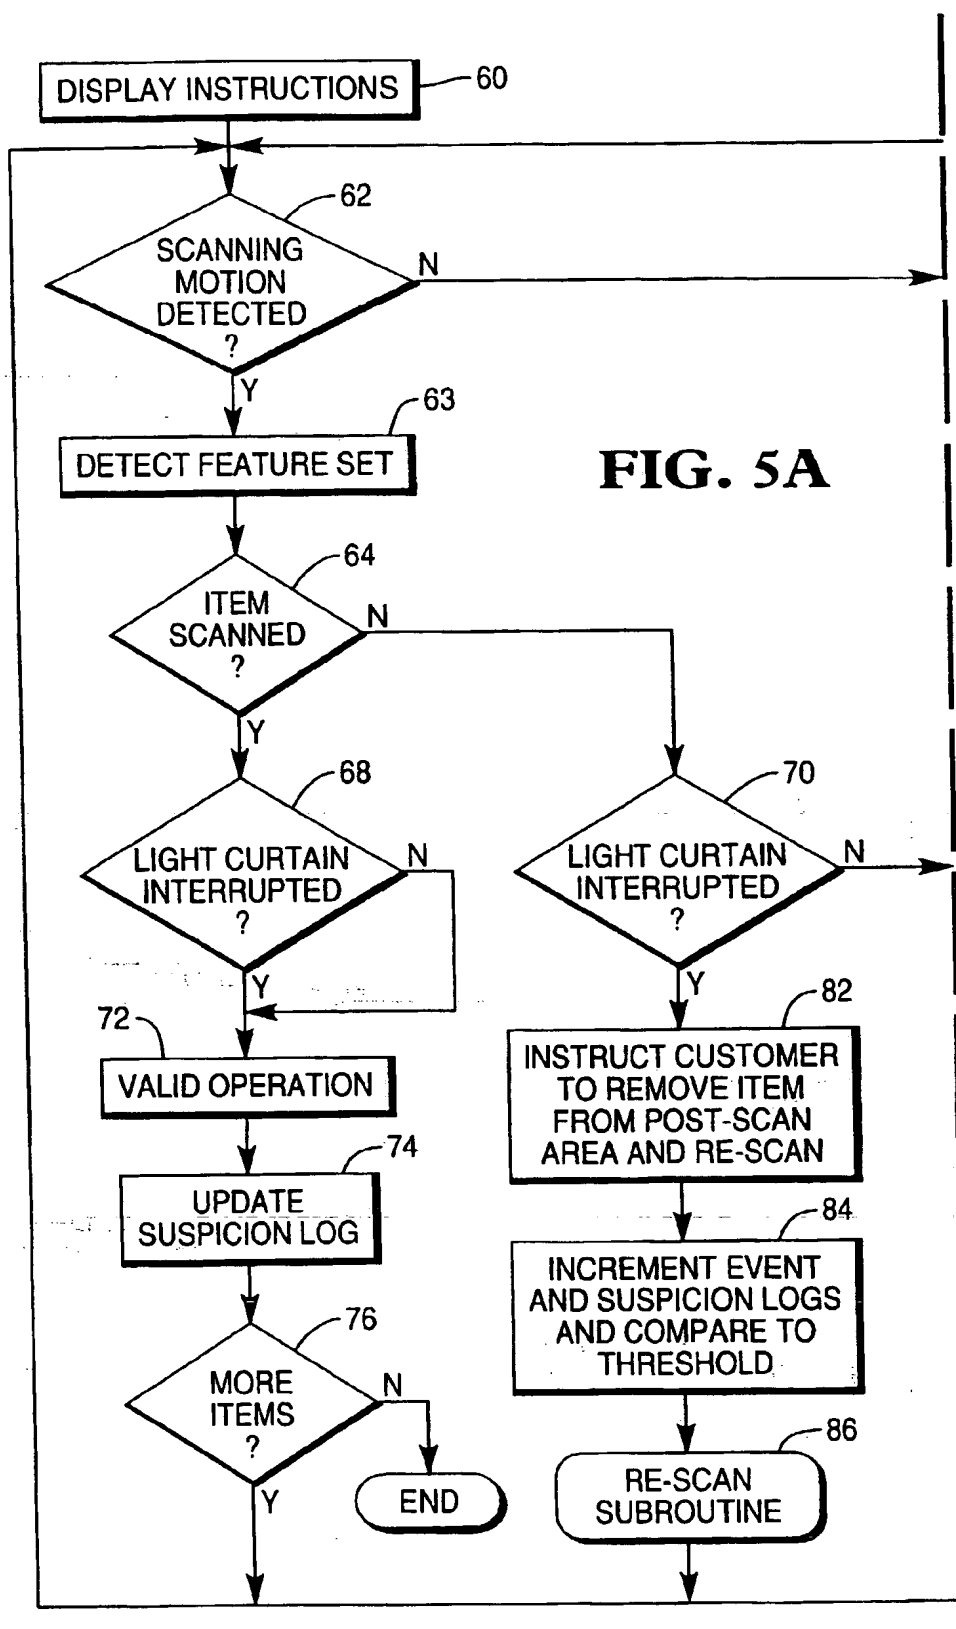 DISPLAY INSTRUCTIONS
60
62
SCANNING
MOTION
DETECTED
?
N
Y
63
DETECT FEATURE SET
FIG. 5A
64
ITEM
SCANNED
?
N
Y
68
LIGHT CURTAIN
INTERRUPTED
?
N
Y
70
LIGHT CURTAIN
INTERRUPTED
?
N
Y
72
VALID OPERATION
74
UPDATE
SUSPICION LOG
76
MORE
ITEMS
?
N
Y
END
82
INSTRUCT CUSTOMER
TO REMOVE ITEM
FROM POST-SCAN
AREA AND RE-SCAN
84
INCREMENT EVENT
AND SUSPICION LOGS
AND COMPARE TO
THRESHOLD
86
RE-SCAN
SUBROUTINE